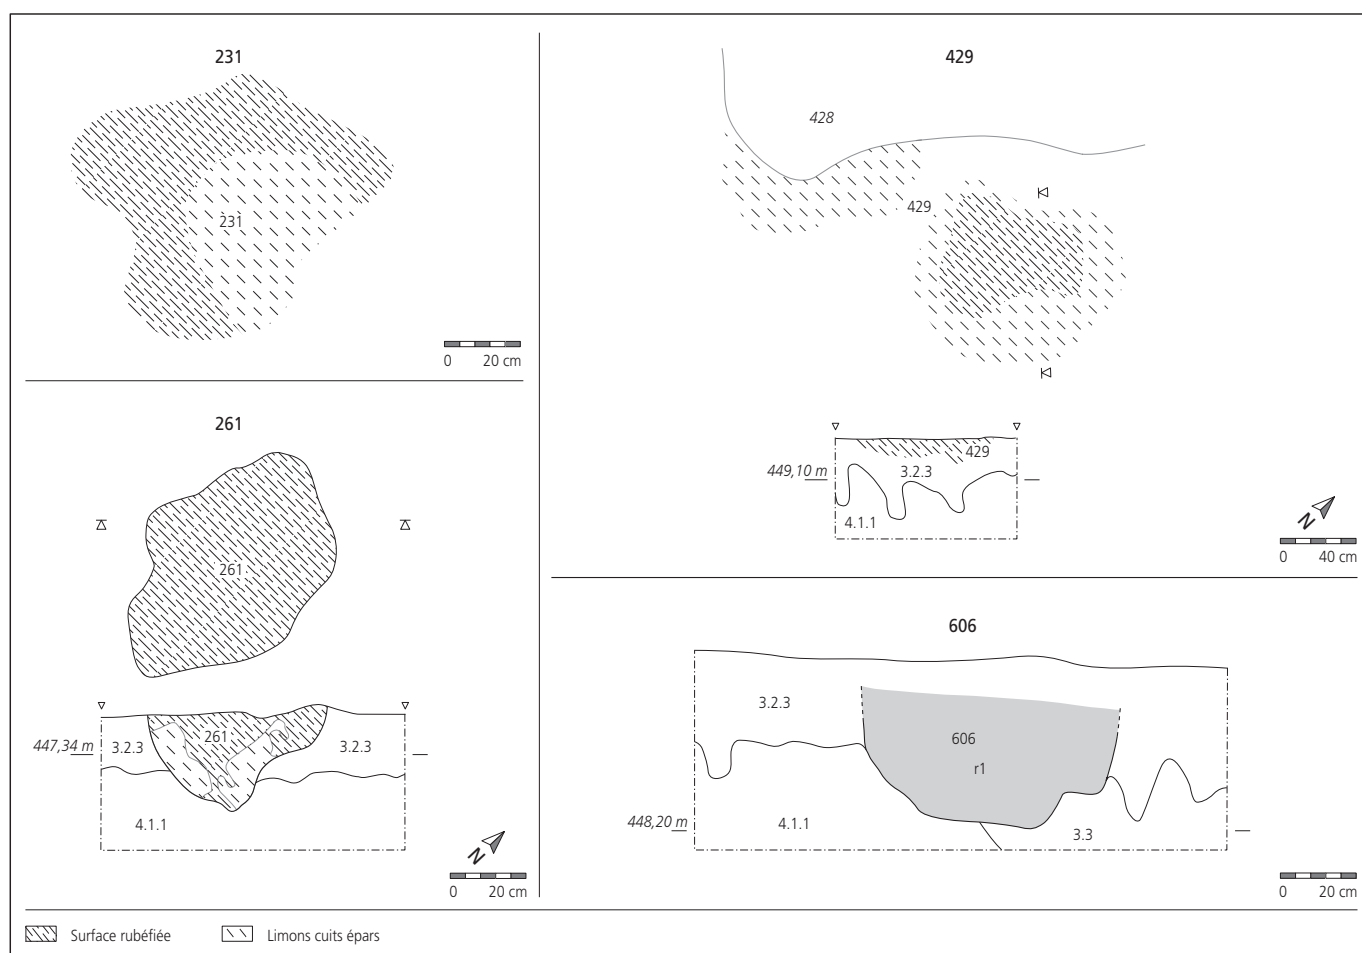 231
231
0 20 cm
261
261
447,34 m
3.2.3
261
3.2.3
4.1.1
N
0 20 cm
429
428
429
429
449,10 m
3.2.3
4.1.1
N
0 40 cm
606
3.2.3
606
r1
448,20 m
4.1.1
3.3
0 20 cm
Surface rubéfiée
Limons cuits épars